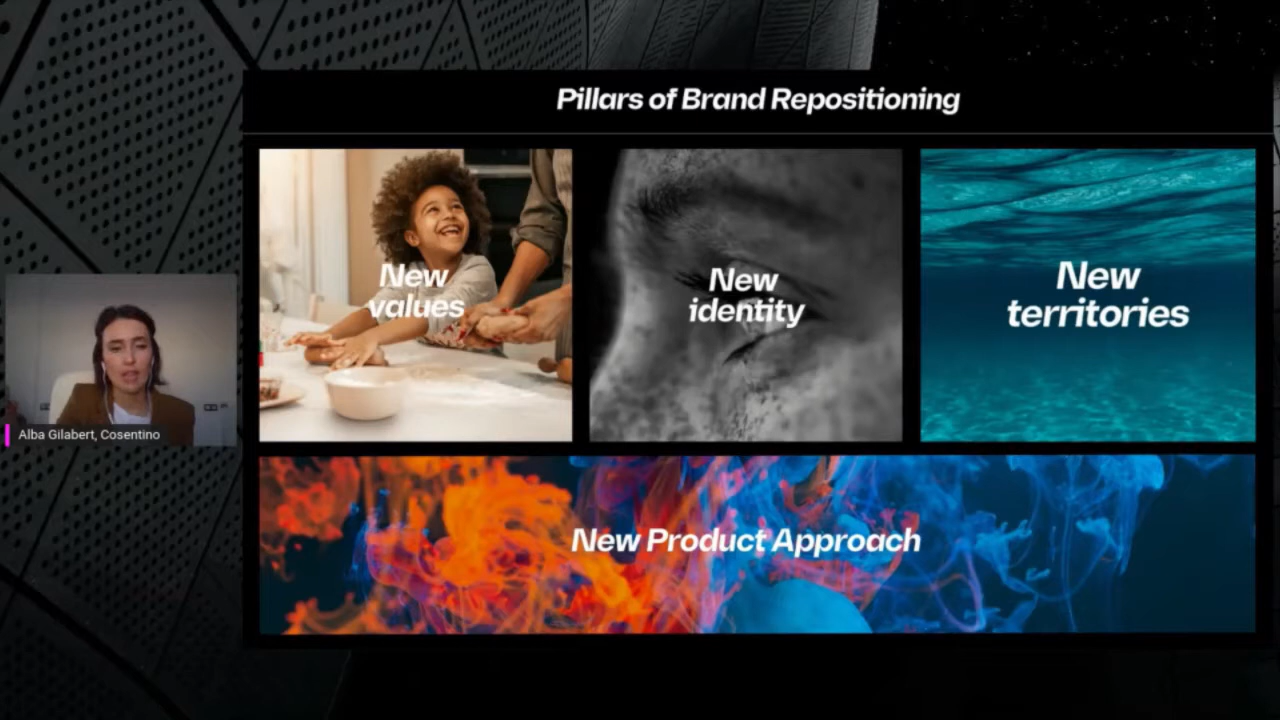 Pillars of Brand Repositioning
New
values
New
identity
New
territories
Alba Gilabert, Cosentino
New Product Approach